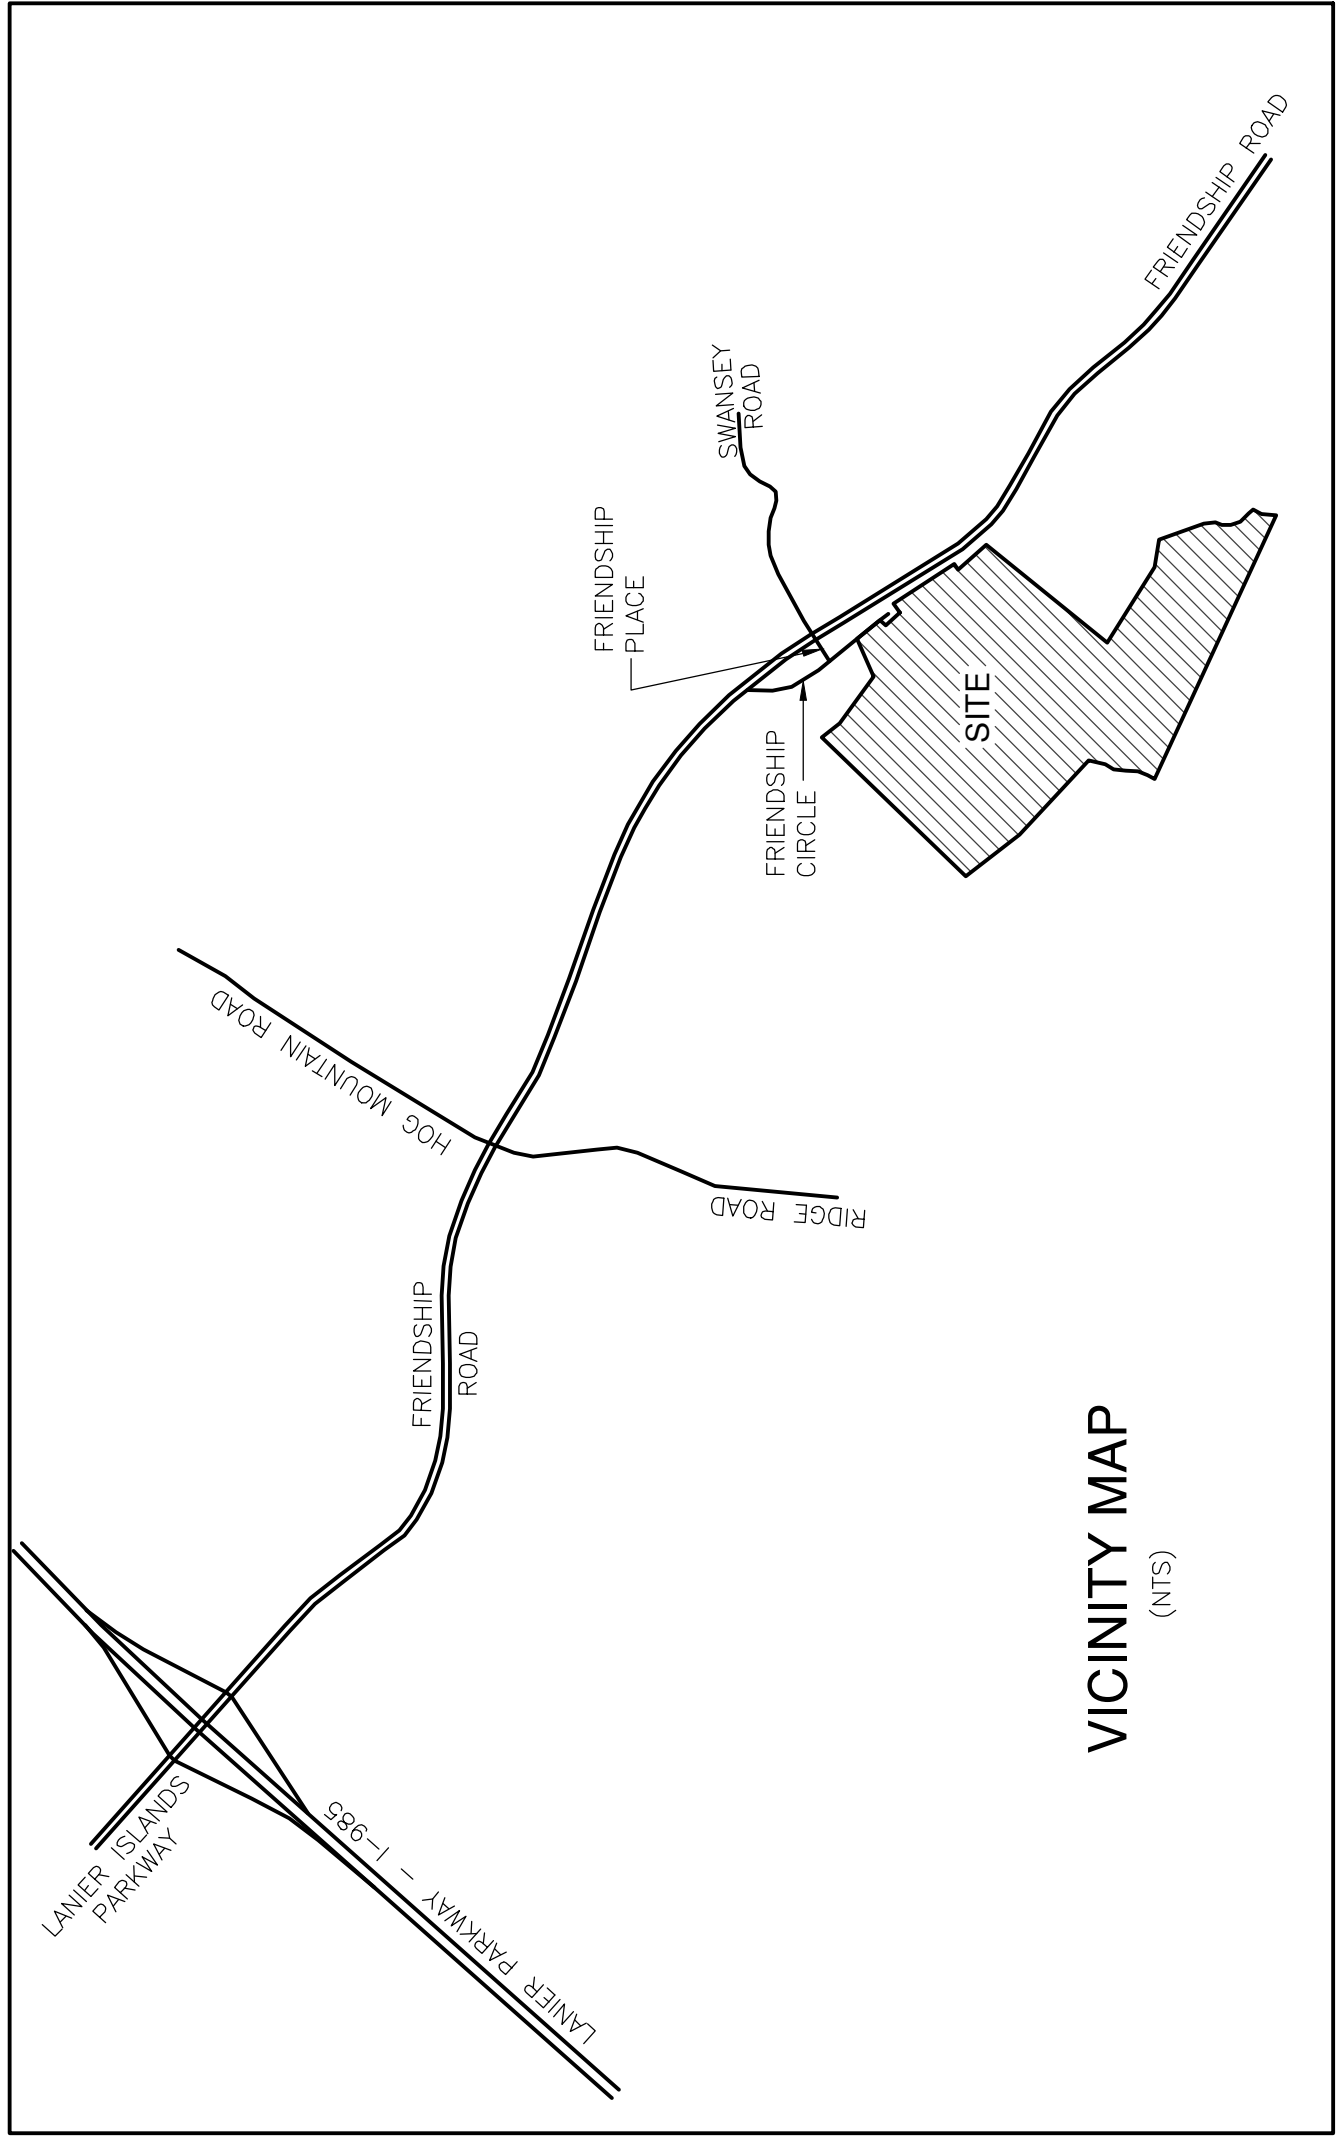 LANIER ISLANDS
PARKWAY
LANIER PARKWAY – I–985
FRIENDSHIP
ROAD
HOG MOUNTAIN ROAD
RIDGE ROAD
FRIENDSHIP
PLACE
FRIENDSHIP
CIRCLE
SWANSEY
ROAD
SITE
FRIENDSHIP ROAD
VICINITY MAP
(NTS)